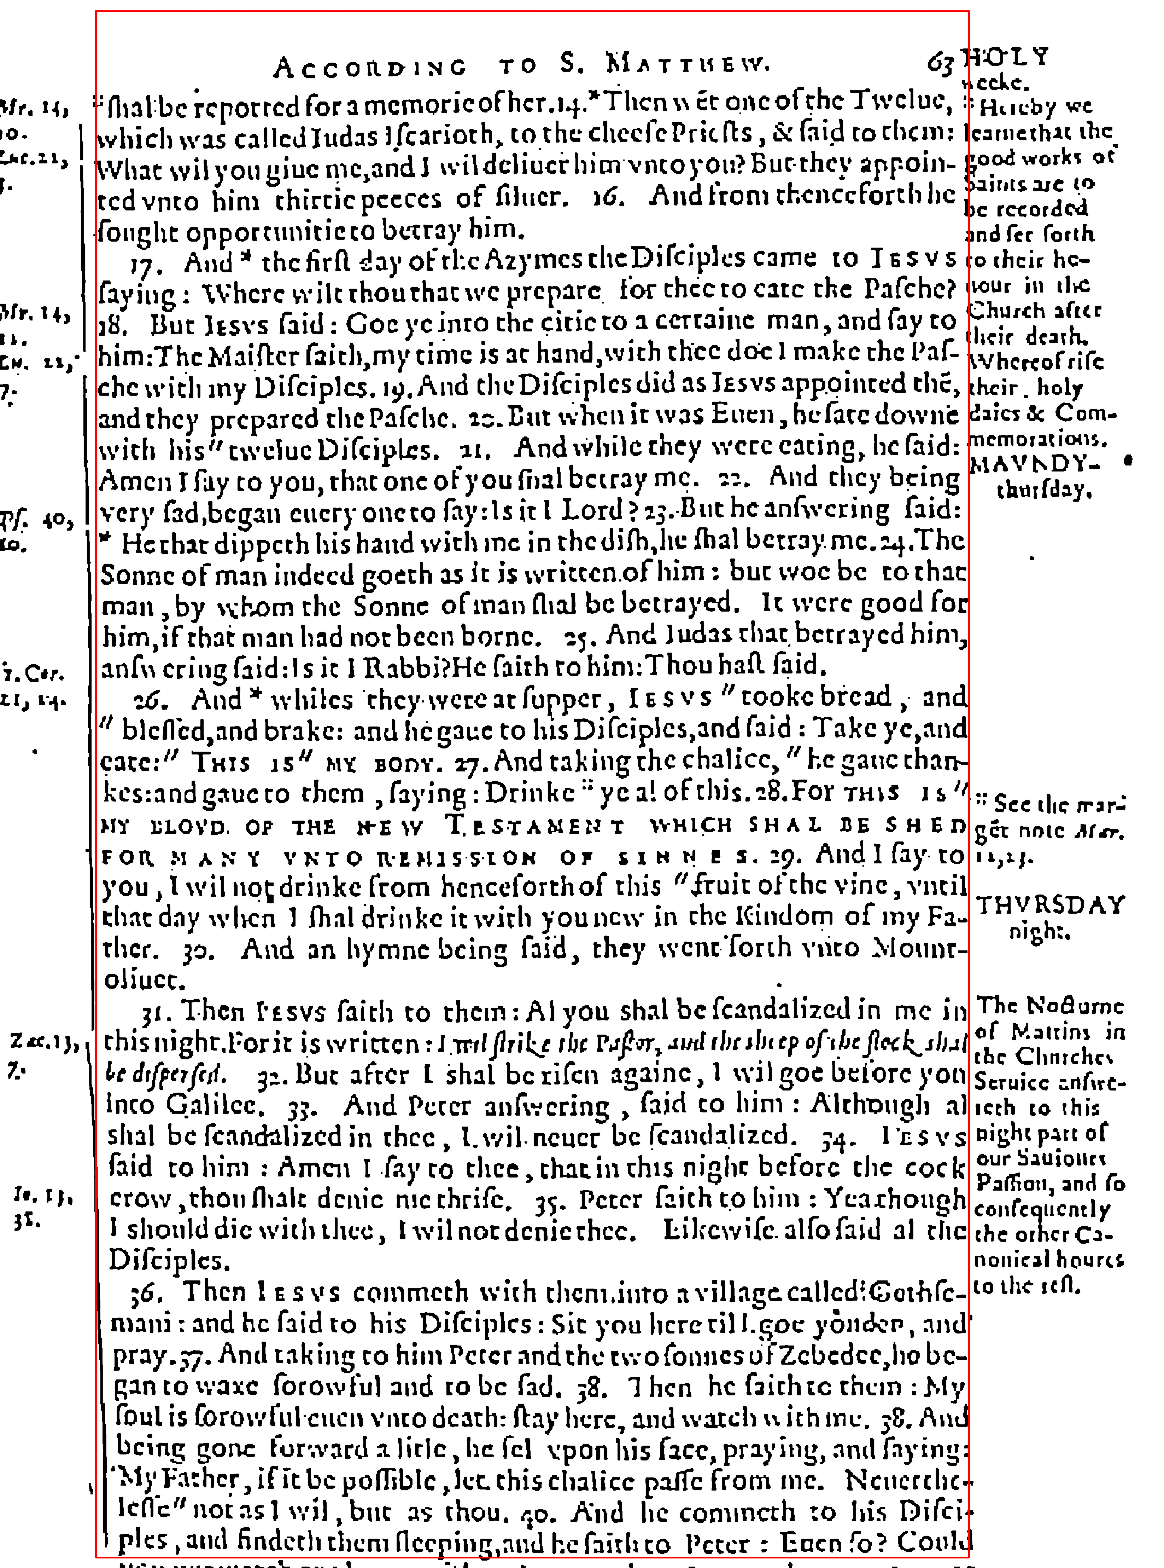 ACCORDING TO S. MATTHEW. 63
ʺſhal be reported for a memorie of her. 14. * Then wēt one of the Twelue,
which was called Iudas Iſcarioth, to the cheefe Prieſts, & ſaid to them:
What wil you giue me, and I wil deliuer him vnto you? But they appoin-
ted vnto him thirtie peeces of ſiluer. 16. And from thenceforth he
ſought opportunitie to betray him.
17. And * the firſt day of the Azymes the Diſciples came to IESVS
ſaying: Where wilt thou that we prepare for thee to eate the Paſche?
18. But IESVS ſaid: Goe ye into the citie to a certaine man, and ſay to
him: The Maiſter ſaith, my time is at hand, with thee doe I make the Paſ-
che with my Diſciples. 19. And the Diſciples did as IESVS appointed thē,
and they prepared the Paſche. 20. But when it was Euen, he ſate downe
with his ʺ twelue Diſciples. 21. And while they were eating, he ſaid:
Amen I ſay to you, that one of you ſhal betray me. 22. And they being
very ſad, began euery one to ſay: Is it I Lord? 23. But he anſwering ſaid:
* He that dippeth his hand with me in the diſh, he ſhal betray me. 24. The
Sonne of man indeed goeth as it is written of him: but woe be to that
man, by whom the Sonne of man ſhal be betrayed. It were good for
him, if that man had not been borne. 25. And Iudas that betrayed him,
anſwering ſaid: Is it I Rabbi? He ſaith to him: Thou haſt ſaid.
26. And * whiles they were at ſupper, IESVS ʺ tooke bread, and
ʺ bleſſed, and brake: and he gaue to his Diſciples, and ſaid: Take ye, and
eate: ʺ THIS IS ʺ MY BODY. 27. And taking the chalice, ʺ he gaue than-
kes: and gaue to them, ſaying: Drinke :: ye al of this. 28. For THIS IS ʺ
MY BLOVD OF THE NEW TESTAMENT WHICH SHAL BE SHED
FOR MANY VNTO REMISSION OF SINNES. 29. And I ſay to
you, I wil not drinke from henceforth of this ʺ fruit of the vine, vntil
that day when I ſhal drinke it with you new in the Kindom of my Fa-
ther. 30. And an hymne being ſaid, they went forth vnto Mount-
oliuet.
31. Then IESVS ſaith to them: Al you shal be ſcandalized in me in
this night. For it is written: I wil ſtrike the Paſtor, and the sheep of the flock shal
be diſperſed. 32. But after I shal be riſen againe, I wil goe before you
into Galilee. 33. And Peter anſwering, ſaid to him: Although al
shal be ſcandalized in thee, I wil neuer be ſcandalized. 34. IESVS
ſaid to him: Amen I ſay to thee, that in this night before the cock
crow, thou ſhalt denie me thriſe. 35. Peter ſaith to him: Yea though
I should die with thee, I wil not denie thee. Likewiſe alſo ſaid al the
Diſciples.
36. Then IESVS commeth with them into a village called Gethſe-
mani: and he ſaid to his Diſciples: Sit you here til I goe yonder, and
pray. 37. And taking to him Peter and the two ſonnes of Zebedee, he be-
gan to waxe ſorowful and to be ſad. 38. Then he ſaith to them: My
ſoul is ſorowful euen vnto death: ſtay here, and watch with me. 38. And
being gone forward a litle, he fel vpon his face, praying, and ſaying:
My Father, if it be poſſible, let this chalice paſſe from me. Neuerthe-
leſſe ʺ not as I wil, but as thou. 40. And he commeth to his Diſci-
ples, and findeth them ſleeping, and he ſaith to Peter: Euen ſo? Could
Mr. 14,
10.
Luc. 22,
3.
Mr. 14,
12.
Lu. 22,
7.
Pſ. 40,
10.
1. Cor.
11, 24.
Zac. 13,
7.
Io. 13,
38.
HOLY
weeke.
:: Hereby we
learne that the
good works of
Saints are to
be recorded
and ſet forth
to their ho-
nour in the
Church after
their death.
Whereof riſe
their holy
daies & Com-
memorations.
MAVNDY-
thurſday.
:: See the mar-
gēt note Mar.
THVRSDAY
night.
The Nocturne
of Mattins in
the Churches
Seruice anſwe-
reth to this
night part of
our Sauiours
Paſſion, and ſo
conſequently
the other Ca-
nonical houres
to the reſt.